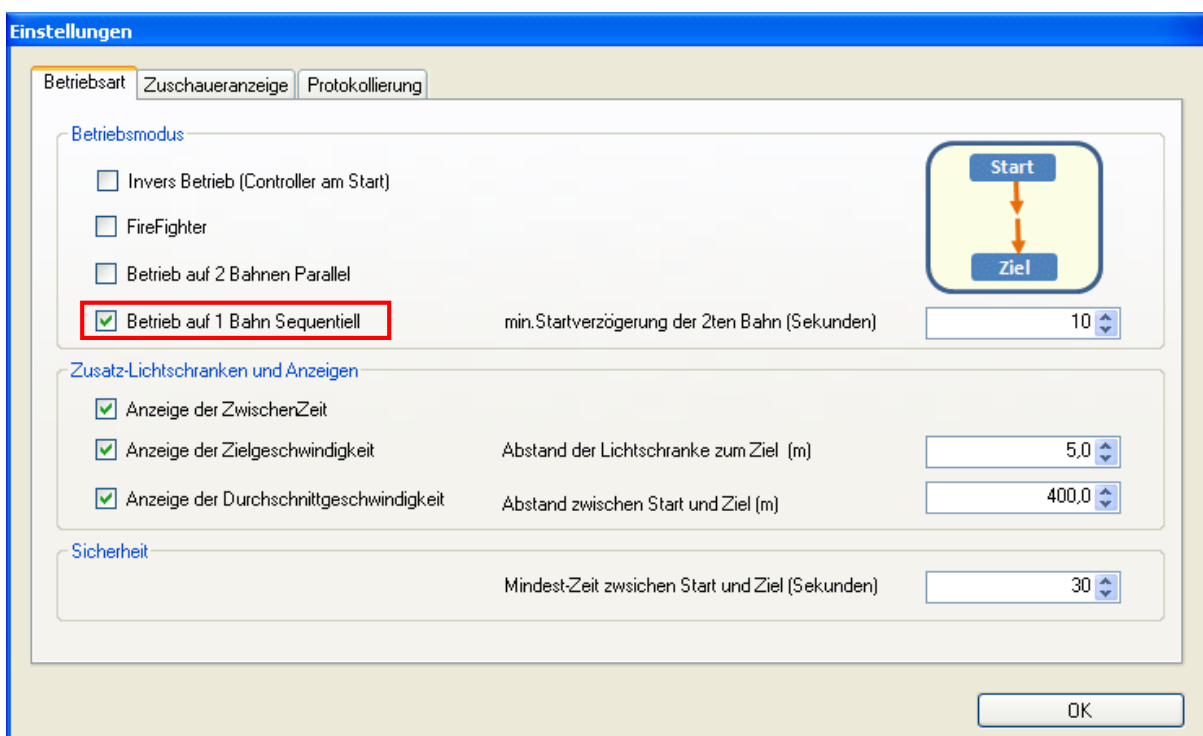 Einstellungen
Betriebsart Zuschaueranzeige Protokollierung
Betriebsmodus
Invers Betrieb (Controller am Start)
FireFighter
Betrieb auf 2 Bahnen Parallel
Betrieb auf 1 Bahn Sequentiell min.Startverzögerung der 2ten Bahn (Sekunden) 10
Start
Ziel
Zusatz-Lichtschranken und Anzeigen
Anzeige der ZwischenZeit
Anzeige der Zielgeschwindigkeit Abstand der Lichtschranke zum Ziel (m) 5,0
Anzeige der Durchschnittgeschwindigkeit Abstand zwischen Start und Ziel (m) 400,0
Sicherheit
Mindest-Zeit zwsichen Start und Ziel (Sekunden) 30
OK